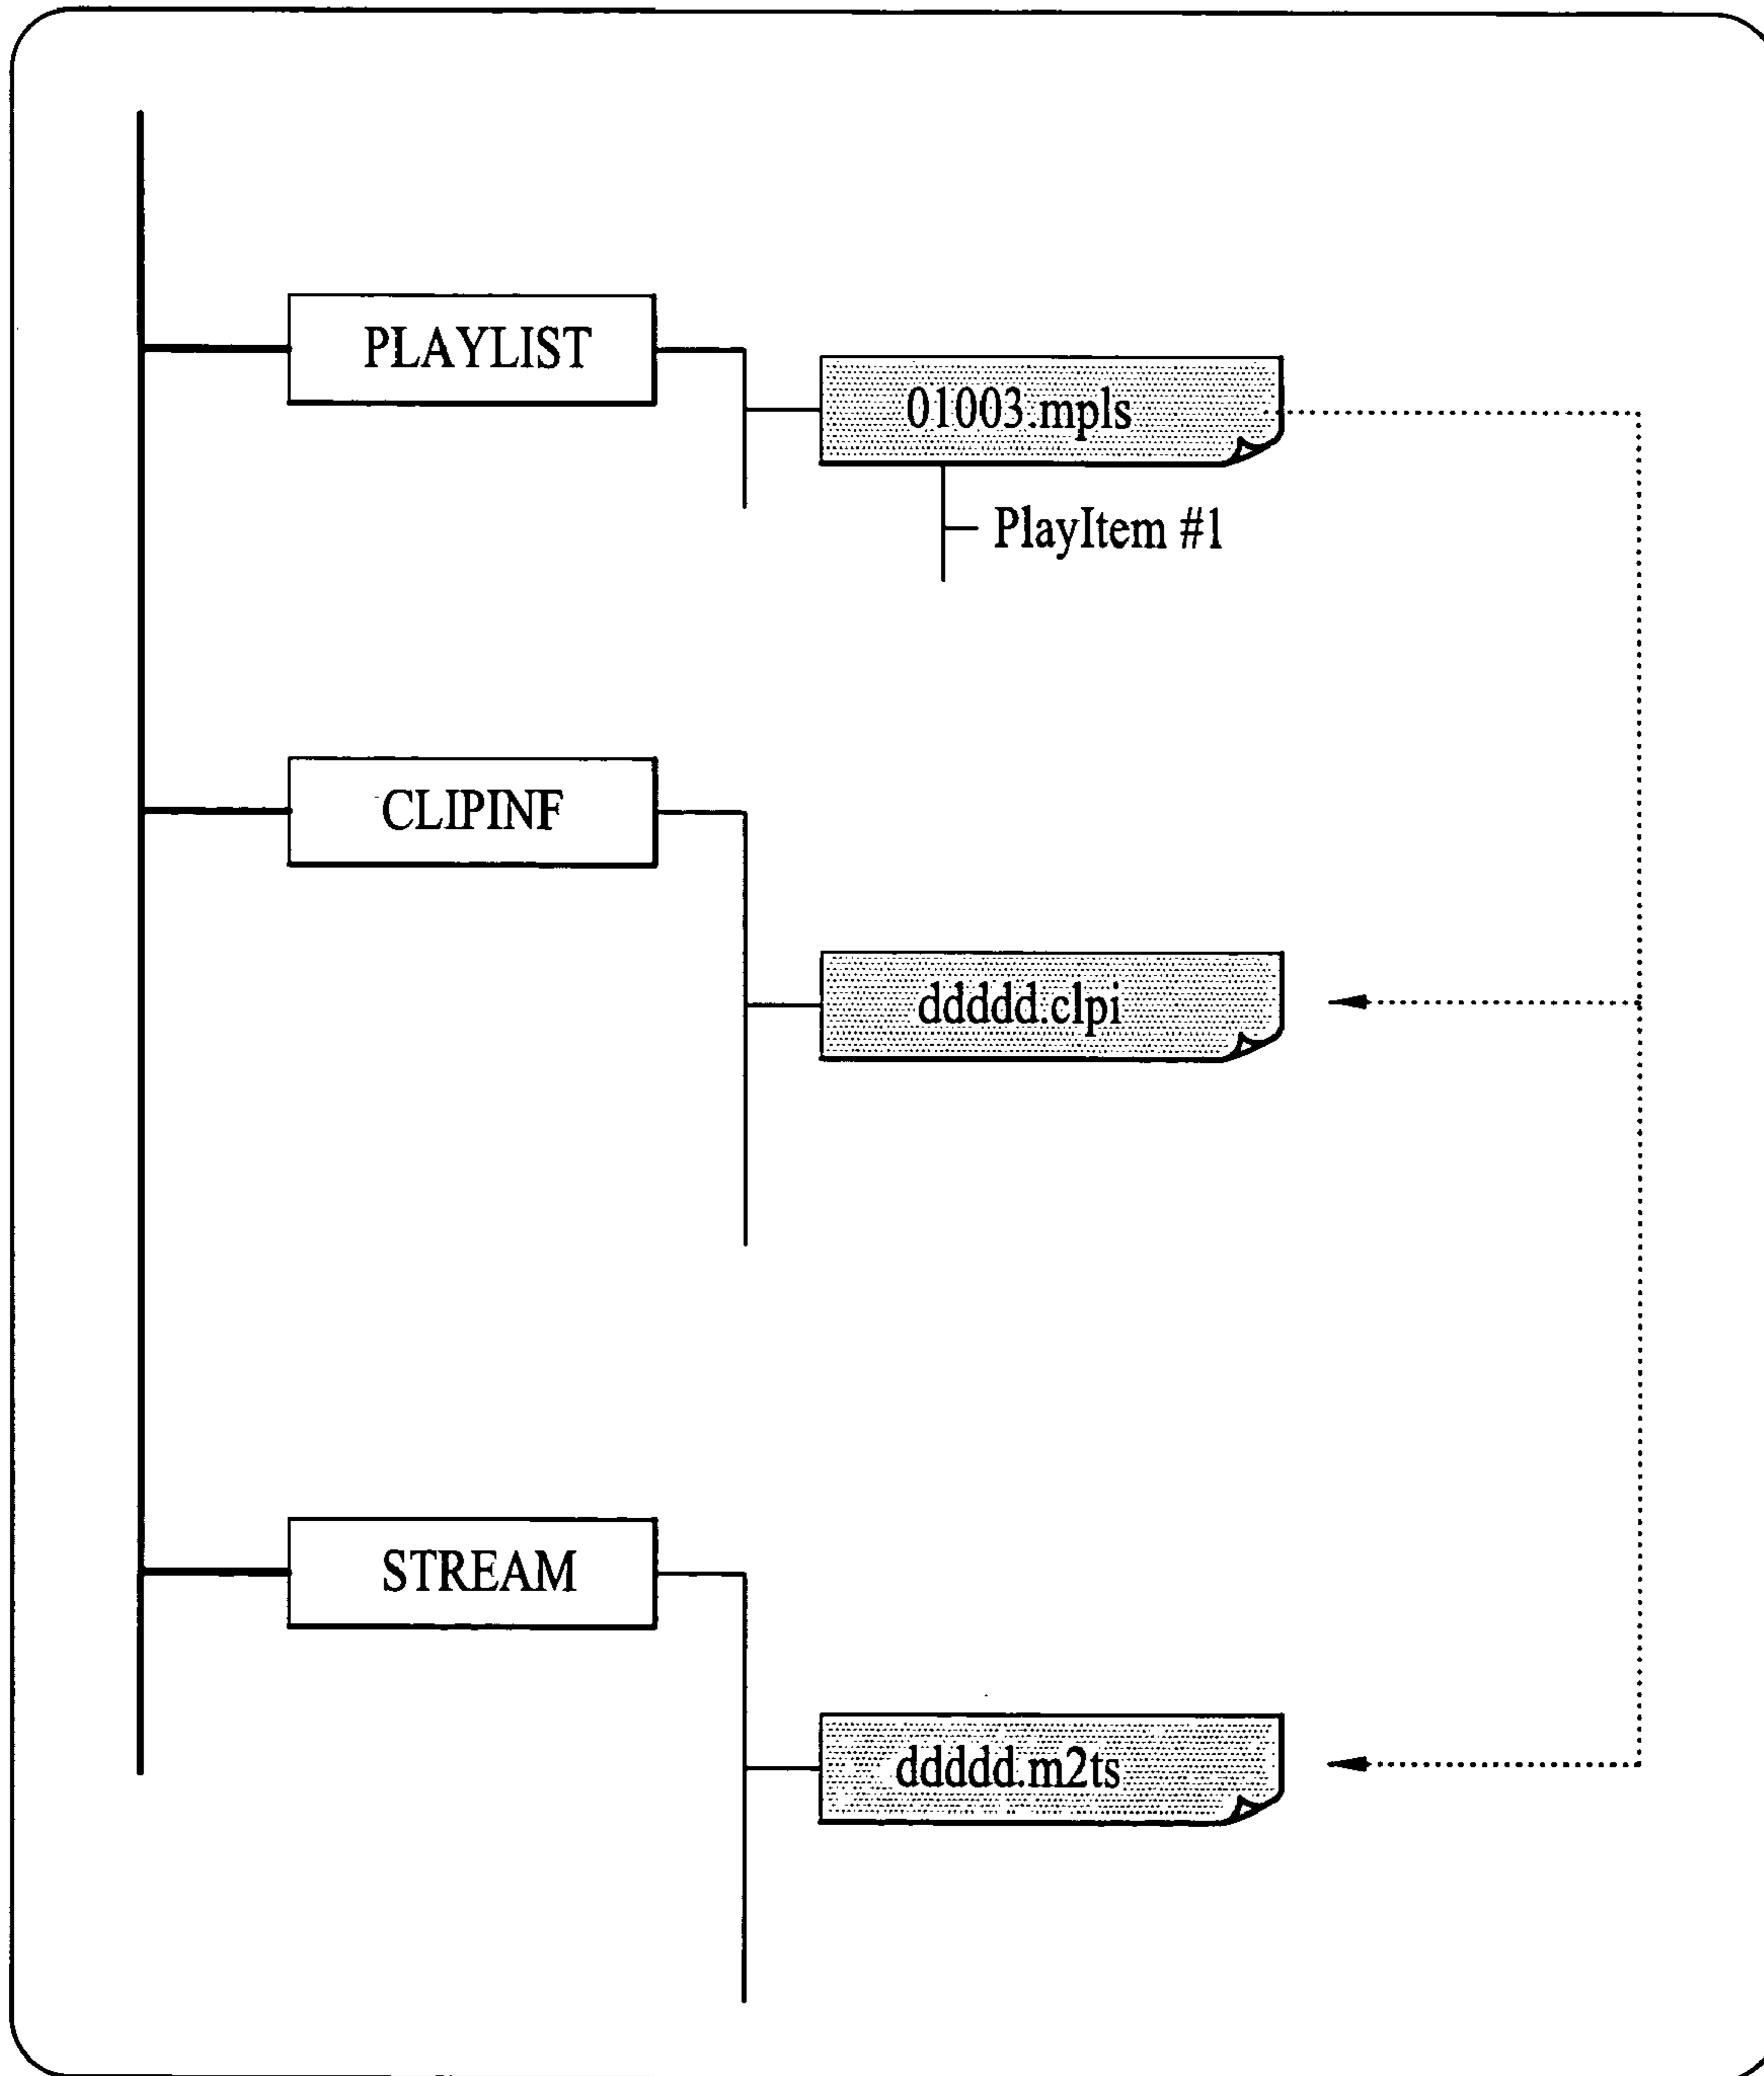 PLAYLIST
01003.mpls
PlayItem #1
CLIPINF
ddddd.clpi
STREAM
ddddd.m2ts